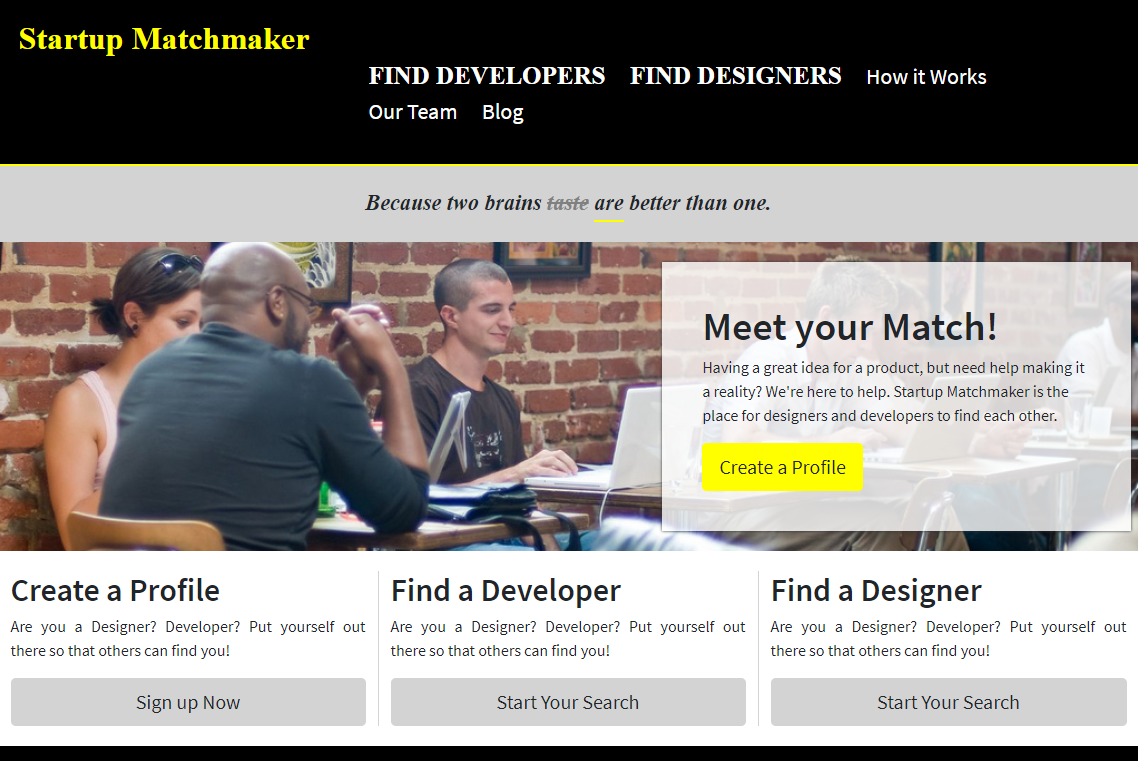 Startup Matchmaker
FIND DEVELOPERS FIND DESIGNERS How it Works
Our Team Blog
Because two brains taste are better than one.
Meet your Match!
Having a great idea for a product, but need help making it
a reality? We're here to help. Startup Matchmaker is the
place for designers and developers to find each other.
Create a Profile
Create a Profile
Are you a Designer? Developer? Put yourself out
there so that others can find you!
Sign up Now
Find a Developer
Are you a Designer? Developer? Put yourself out
there so that others can find you!
Start Your Search
Find a Designer
Are you a Designer? Developer? Put yourself out
there so that others can find you!
Start Your Search